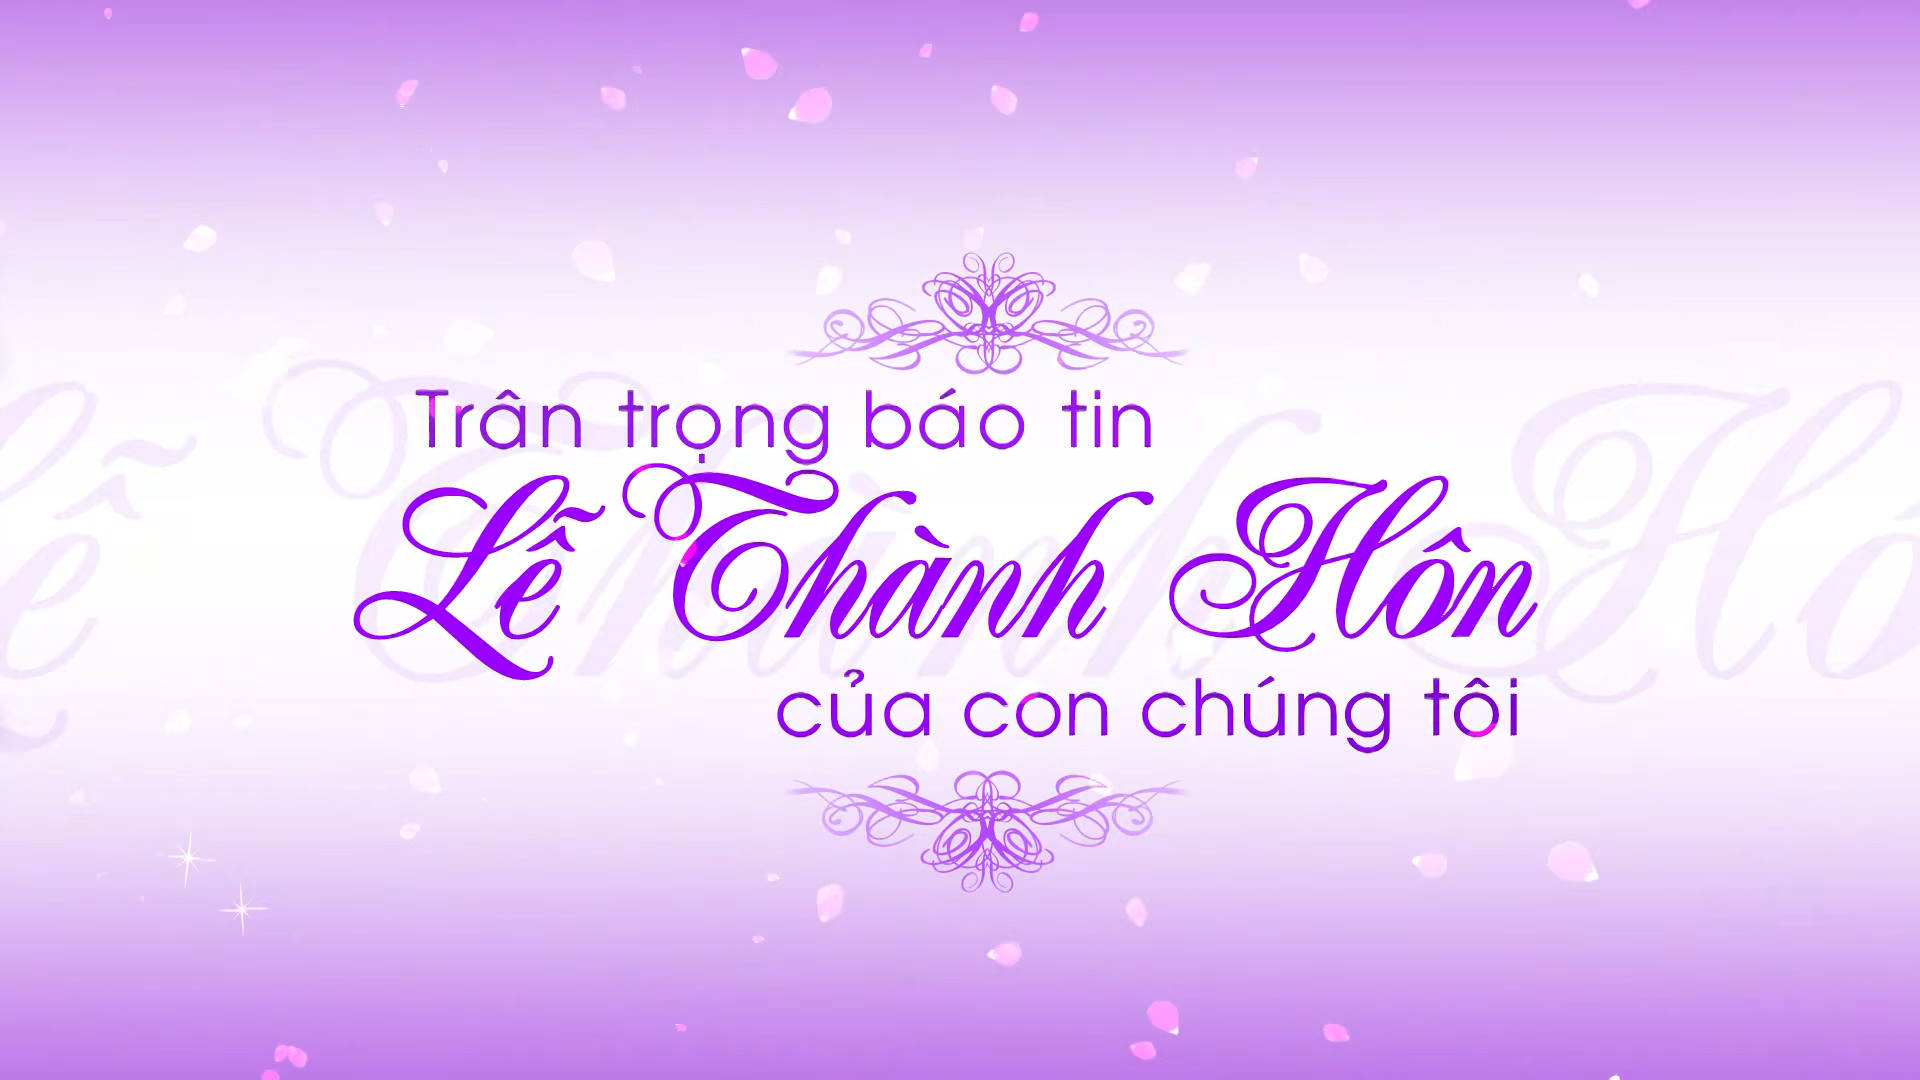 Trân trọng báo tin
Lễ Thành Hôn
của con chúng tôi